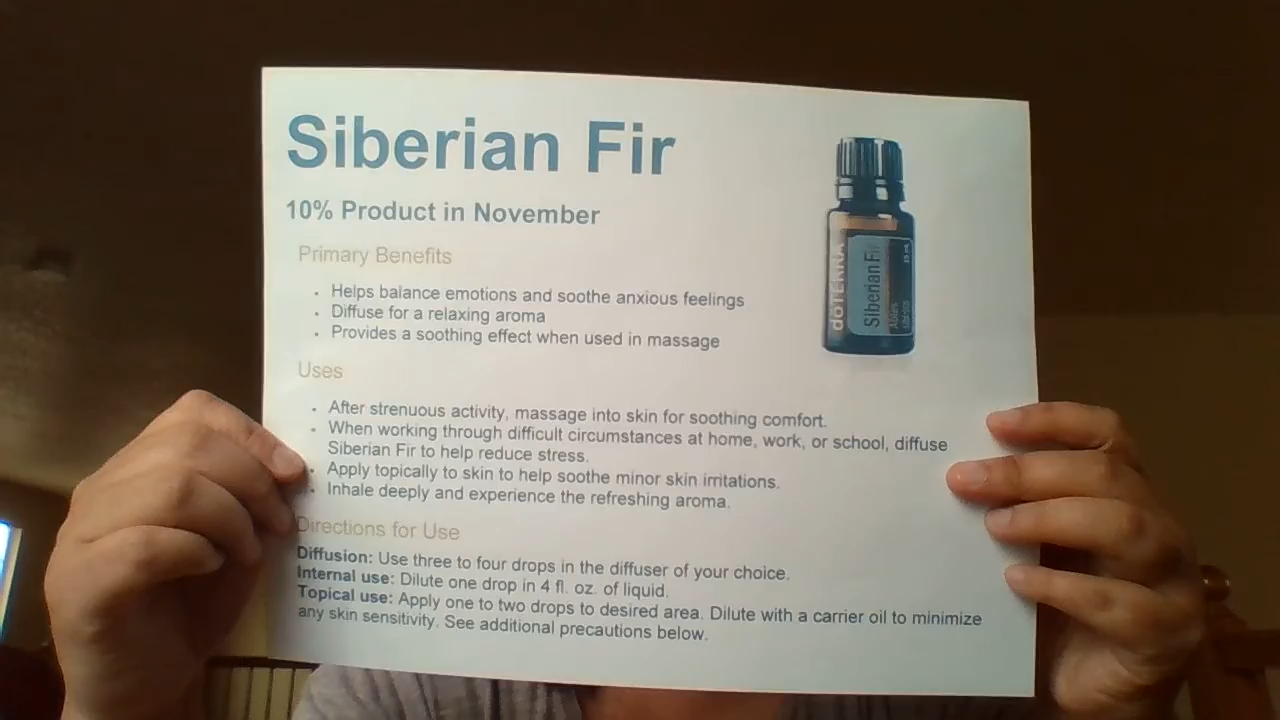 Siberian Fir
10% Product in November
Primary Benefits
• Helps balance emotions and soothe anxious feelings
• Diffuse for a relaxing aroma
• Provides a soothing effect when used in massage
Uses
• After strenuous activity, massage into skin for soothing comfort.
• When working through difficult circumstances at home, work, or school, diffuse
Siberian Fir to help reduce stress.
• Apply topically to skin to help soothe minor skin irritations.
• Inhale deeply and experience the refreshing aroma.
Directions for Use
Diffusion: Use three to four drops in the diffuser of your choice.
Internal use: Dilute one drop in 4 fl. oz. of liquid.
Topical use: Apply one to two drops to desired area. Dilute with a carrier oil to minimize
any skin sensitivity. See additional precautions below.
dōTERRA
Siberian Fir
15 mL